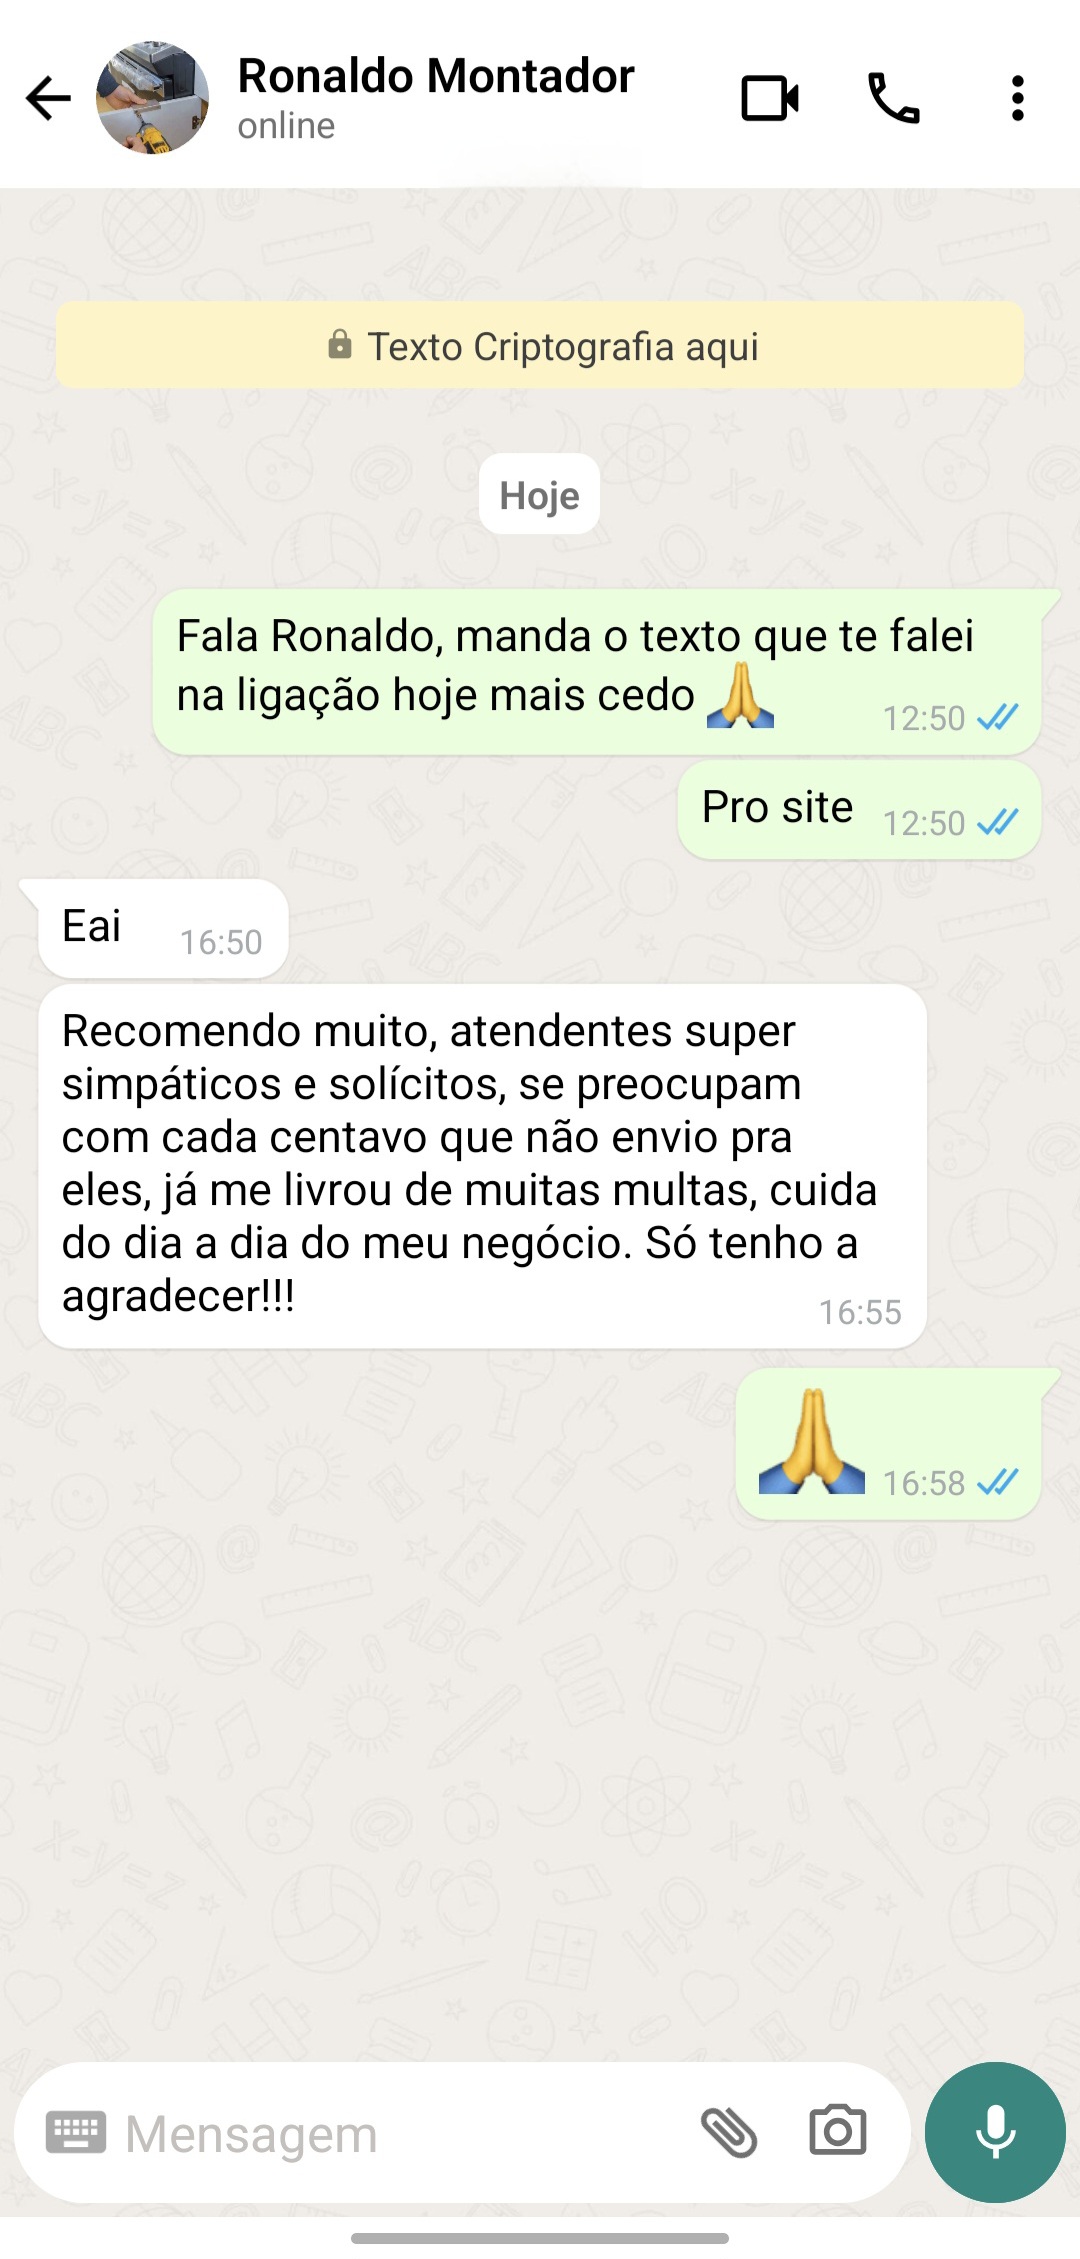 Ronaldo Montador
online
Texto Criptografia aqui
Hoje
Fala Ronaldo, manda o texto que te falei
na ligação hoje mais cedo 🙏
12:50
Pro site
12:50
Eai
16:50
Recomendo muito, atendentes super
simpáticos e solícitos, se preocupam
com cada centavo que não envio pra
eles, já me livrou de muitas multas, cuida
do dia a dia do meu negócio. Só tenho a
agradecer!!!
16:55
🙏
16:58
Mensagem